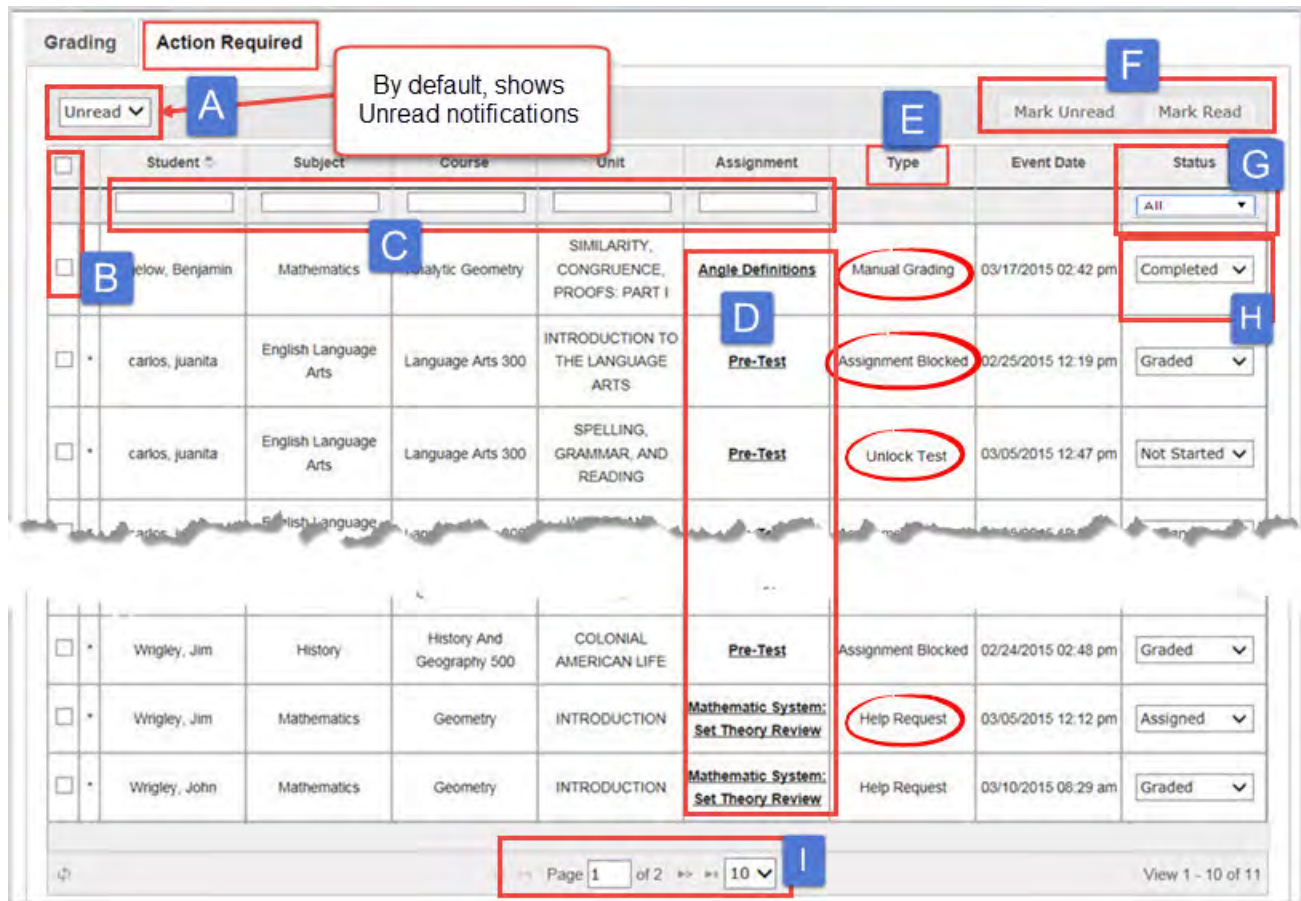 Grading
Action Required
By default, shows
Unread notifications
Unread
A
F
Mark Unread
Mark Read
E
Student
Subject
Course
Unit
Assignment
Type
Event Date
Status
G
All
C
B
elow, Benjamin
Mathematics
Analytic Geometry
SIMILARITY,
CONGRUENCE,
PROOFS: PART I
Angle Definitions
Manual Grading
03/17/2015 02:42 pm
Completed
D
H
carlos, juanita
English Language
Arts
Language Arts 300
INTRODUCTION TO
THE LANGUAGE
ARTS
Pre-Test
Assignment Blocked
02/25/2015 12:19 pm
Graded
carlos, juanita
English Language
Arts
Language Arts 300
SPELLING,
GRAMMAR, AND
READING
Pre-Test
Unlock Test
03/05/2015 12:47 pm
Not Started
English Language
Wrigley, Jim
History
History And
Geography 500
COLONIAL
AMERICAN LIFE
Pre-Test
Assignment Blocked
02/24/2015 02:48 pm
Graded
Wrigley, Jim
Mathematics
Geometry
INTRODUCTION
Mathematic System:
Set Theory Review
Help Request
03/05/2015 12:12 pm
Assigned
Wrigley, John
Mathematics
Geometry
INTRODUCTION
Mathematic System:
Set Theory Review
Help Request
03/10/2015 08:29 am
Graded
I
Page 1 of 2
10
View 1 - 10 of 11